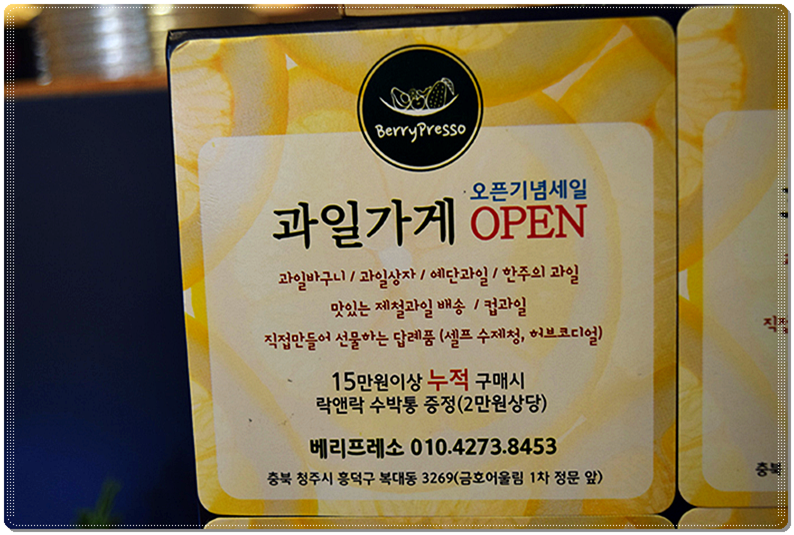 BerryPresso
오픈기념세일
과일가게 OPEN
과일바구니 / 과일상자 / 예단과일 / 한주의 과일
맛있는 제철과일 배송 / 컵과일
직접만들어 선물하는 답례품 (셀프 수제청, 허브코디얼)
15만원이상 누적 구매시
락앤락 수박통 증정(2만원상당)
베리프레소 010.4273.8453
충북 청주시 흥덕구 복대동 3269(금호어울림 1차 정문 앞)
직접
충북